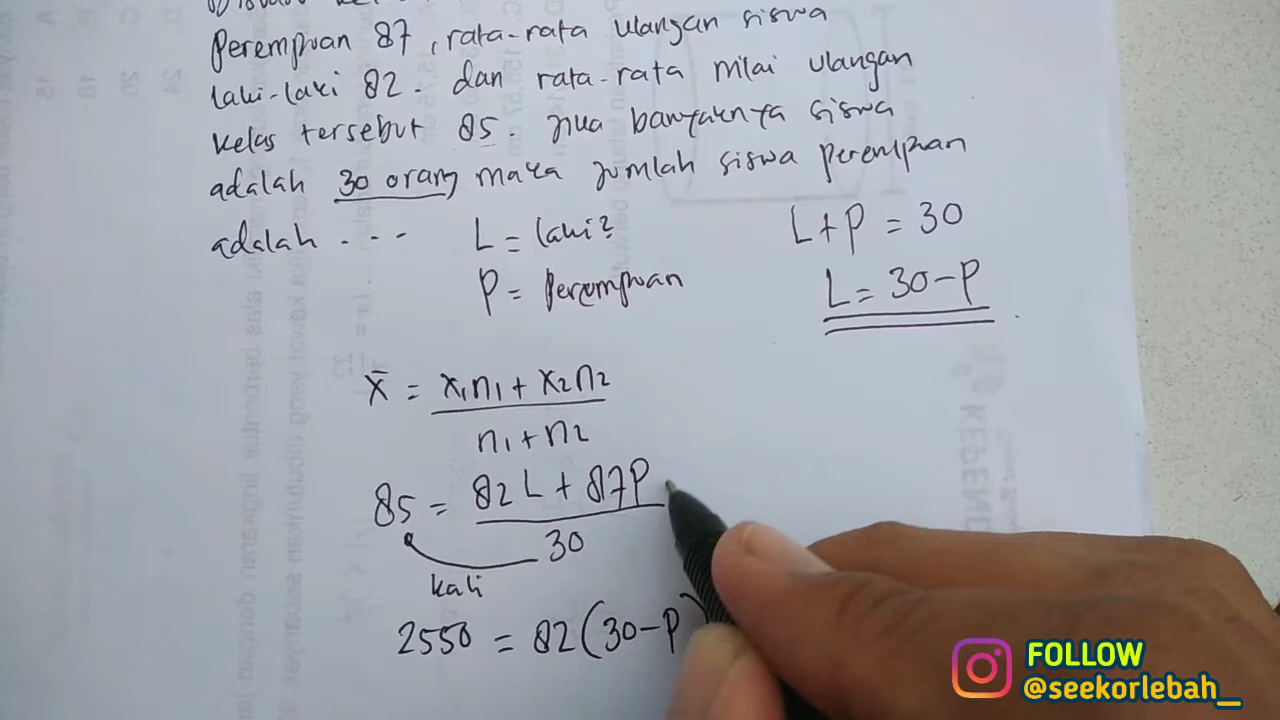 Perempuan 87, rata-rata ulangan siswa
laki-laki 82. dan rata-rata nilai ulangan
kelas tersebut 85. jika banyaknya siswa
adalah 30 orang maka jumlah siswa perempuan
adalah ...
L = laki2
P = Perempuan
L + P = 30
L = 30 - P
x̄ = x₁n₁ + x₂n₂
n₁ + n₂
85 = 82 L + 87P
30
kali
2550 = 82(30-P)
FOLLOW
@seekorlebah_